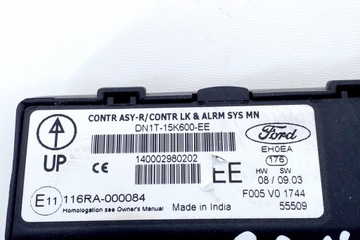 CONTR ASY-R/CONTR LK & ALRM SYS MN
DN1T-15K600-EE
Made in India
Ford
UP
140002980202
EE
EH0EA
176
HW SW
08 / 09.03
E11 116RA-000084
Homologation see Owner's Manual
F005 V0 1744
55509